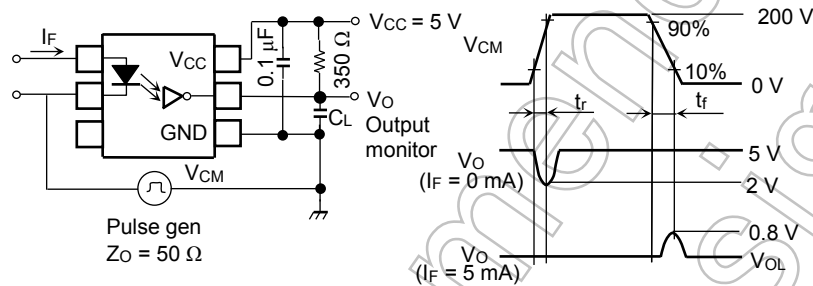 IF
VCC
GND
0.1 μF
350 Ω
VCC = 5 V
VO
Output
monitor
CL
VCM
Pulse gen
ZO = 50 Ω
VCM
200 V
90%
10%
0 V
tr
tf
VO
(IF = 0 mA)
5 V
2 V
0.8 V
VO
(IF = 5 mA)
VOL